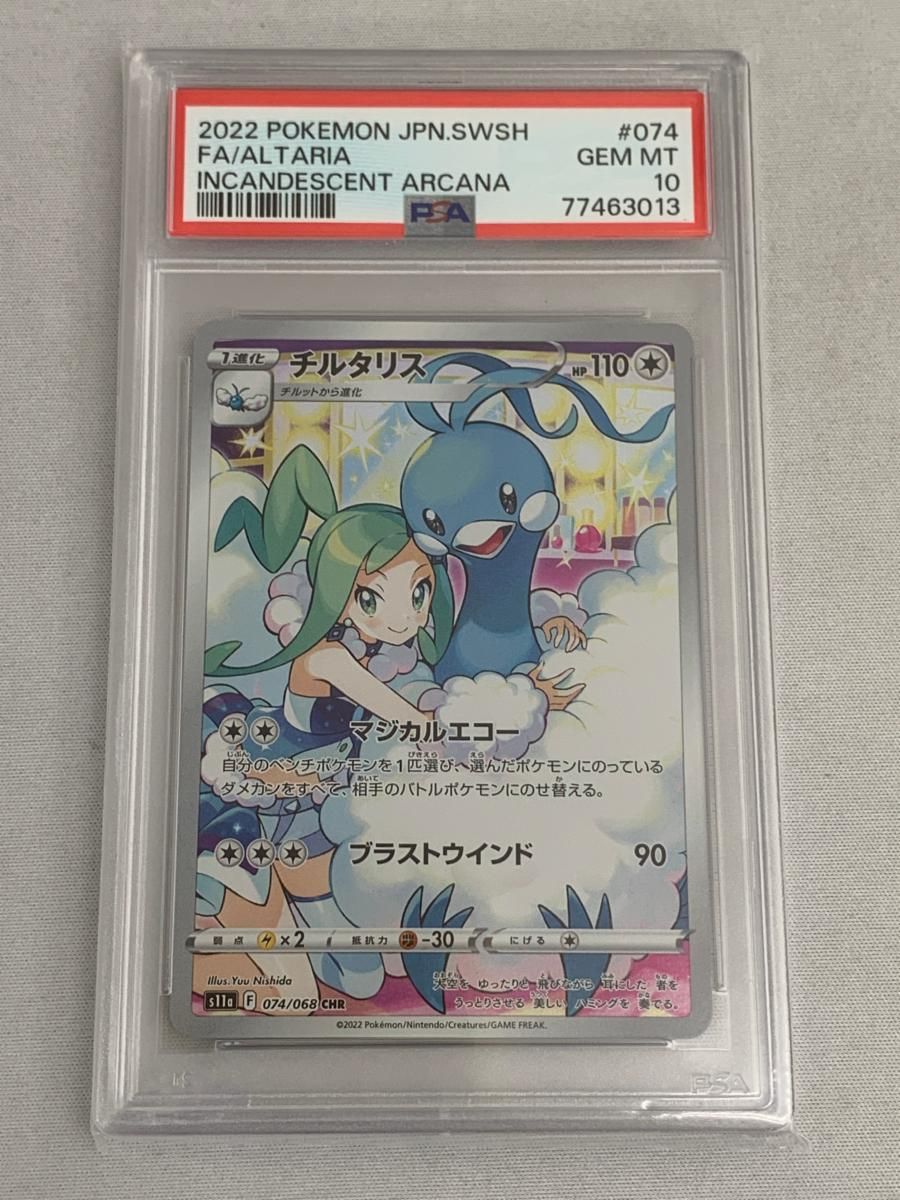 2022 POKEMON JPN.SWSH #074
FA/ALTARIA GEM MT
INCANDESCENT ARCANA 10
PSA 77463013
1進化 チルタリス HP 110
チルットから進化
マジカルエコー
自分のベンチポケモンを1匹選び、選んだポケモンにのっている
ダメカンをすべて、相手のバトルポケモンにのせ替える。
ブラストウインド 90
弱点 ×2 抵抗力 -30 にげる
Illus. Yuu Nishida
大空を ゆったりと 飛びながら 耳にした 者を
うっとりさせる 美しい ハミングを 奏でる。
s11a F 074/068 CHR
©2022 Pokémon/Nintendo/Creatures/GAME FREAK.
PSA